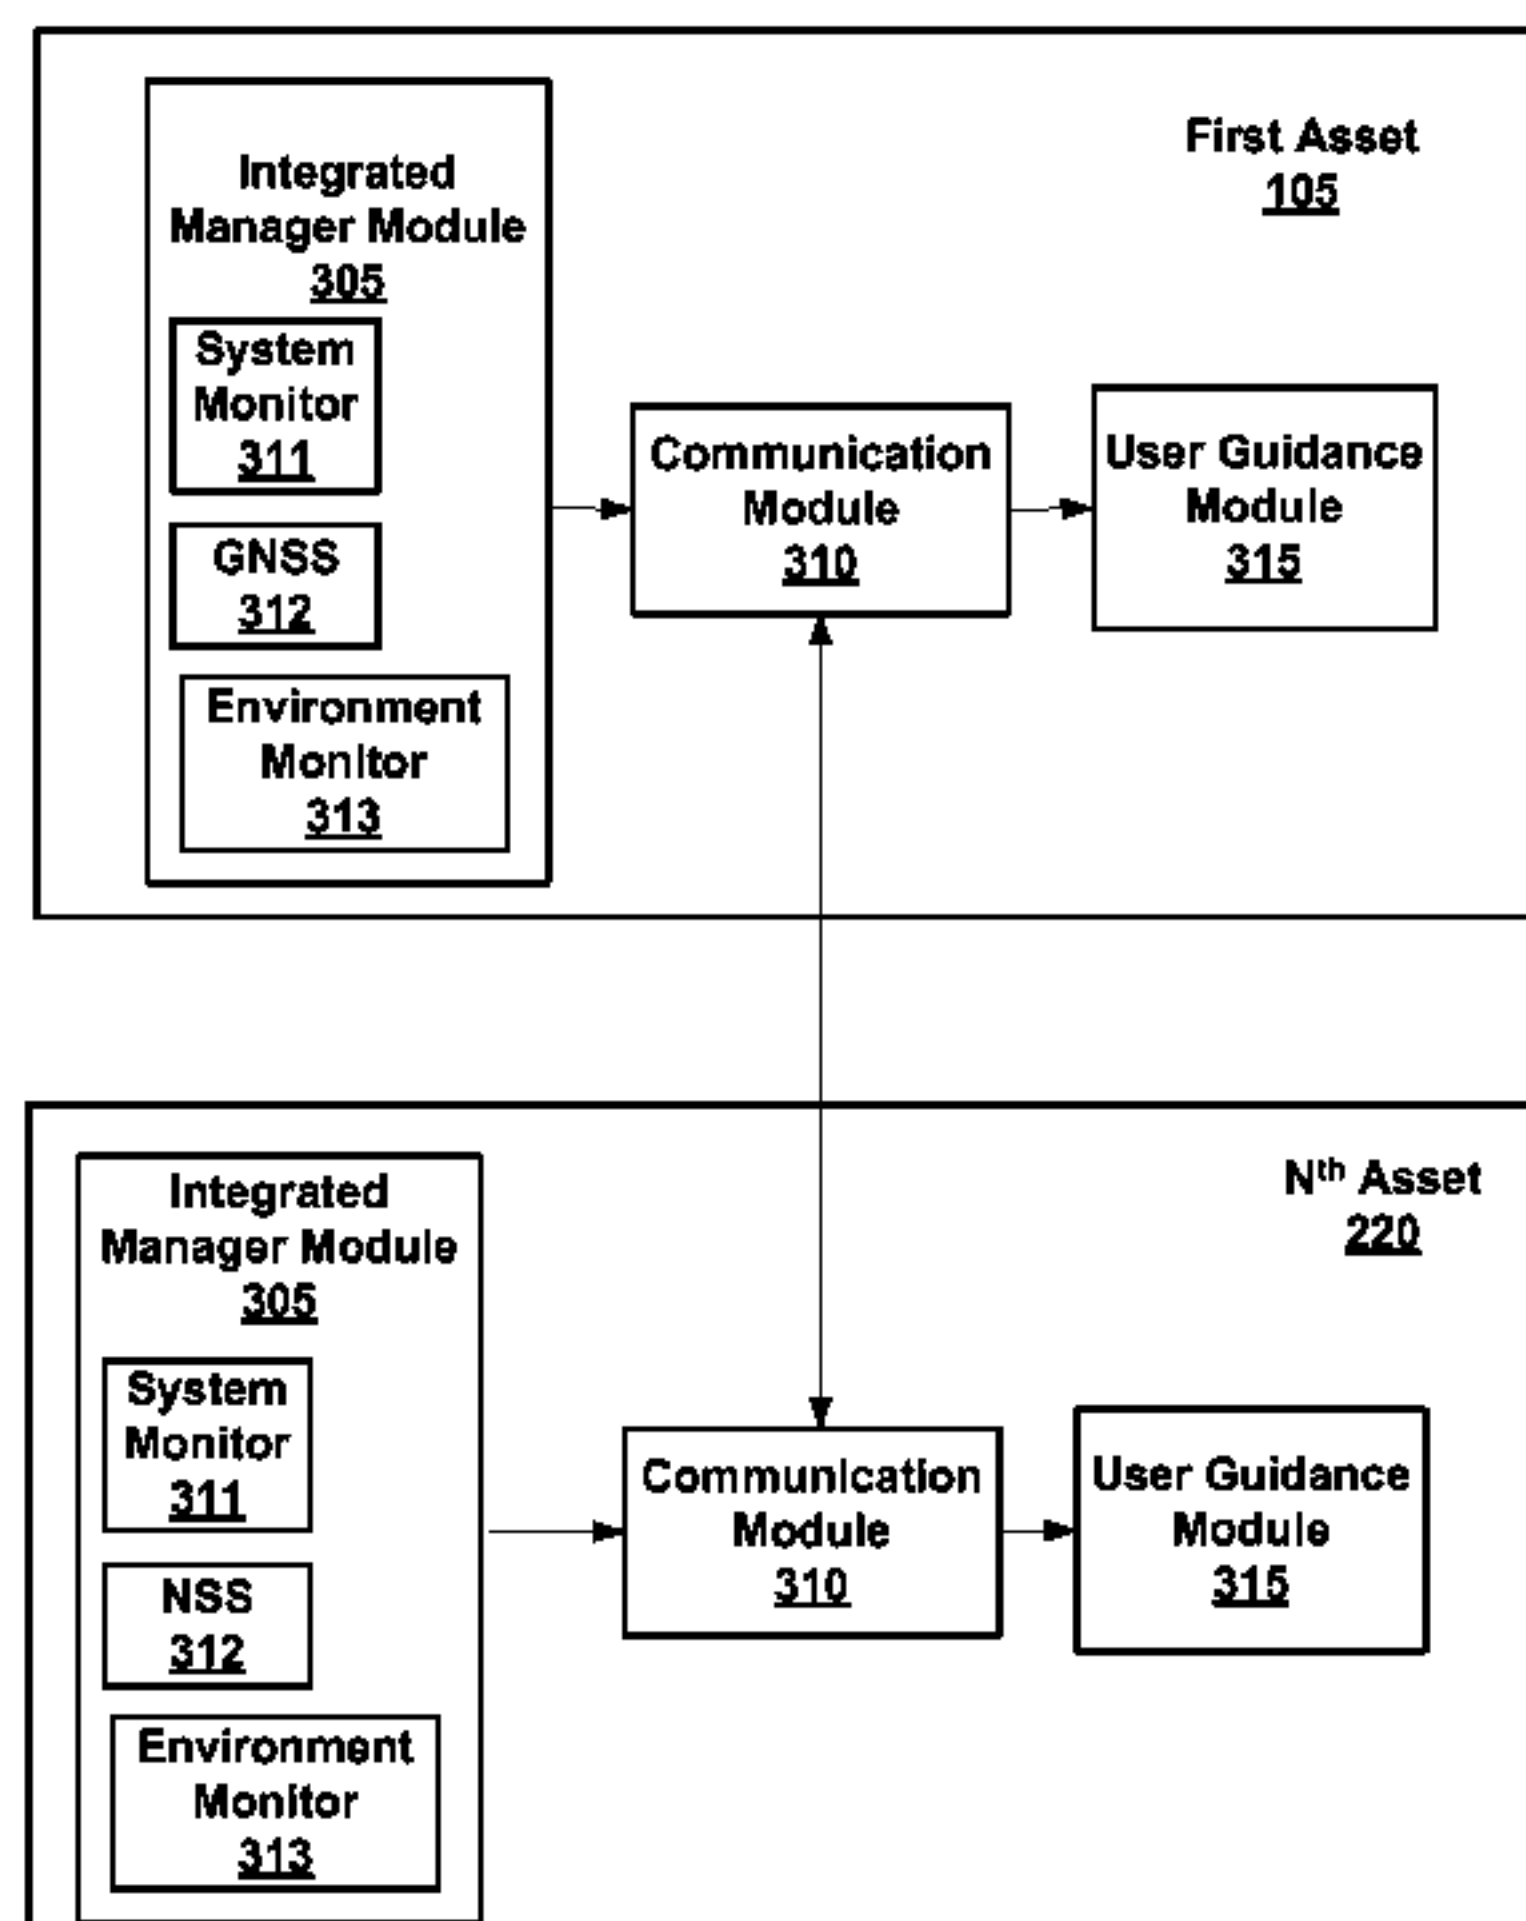 First Asset
105
Integrated
Manager Module
305
System
Monitor
311
GNSS
312
Environment
Monitor
313
Communication
Module
310
User Guidance
Module
315
Nth Asset
220
Integrated
Manager Module
305
System
Monitor
311
NSS
312
Environment
Monitor
313
Communication
Module
310
User Guidance
Module
315